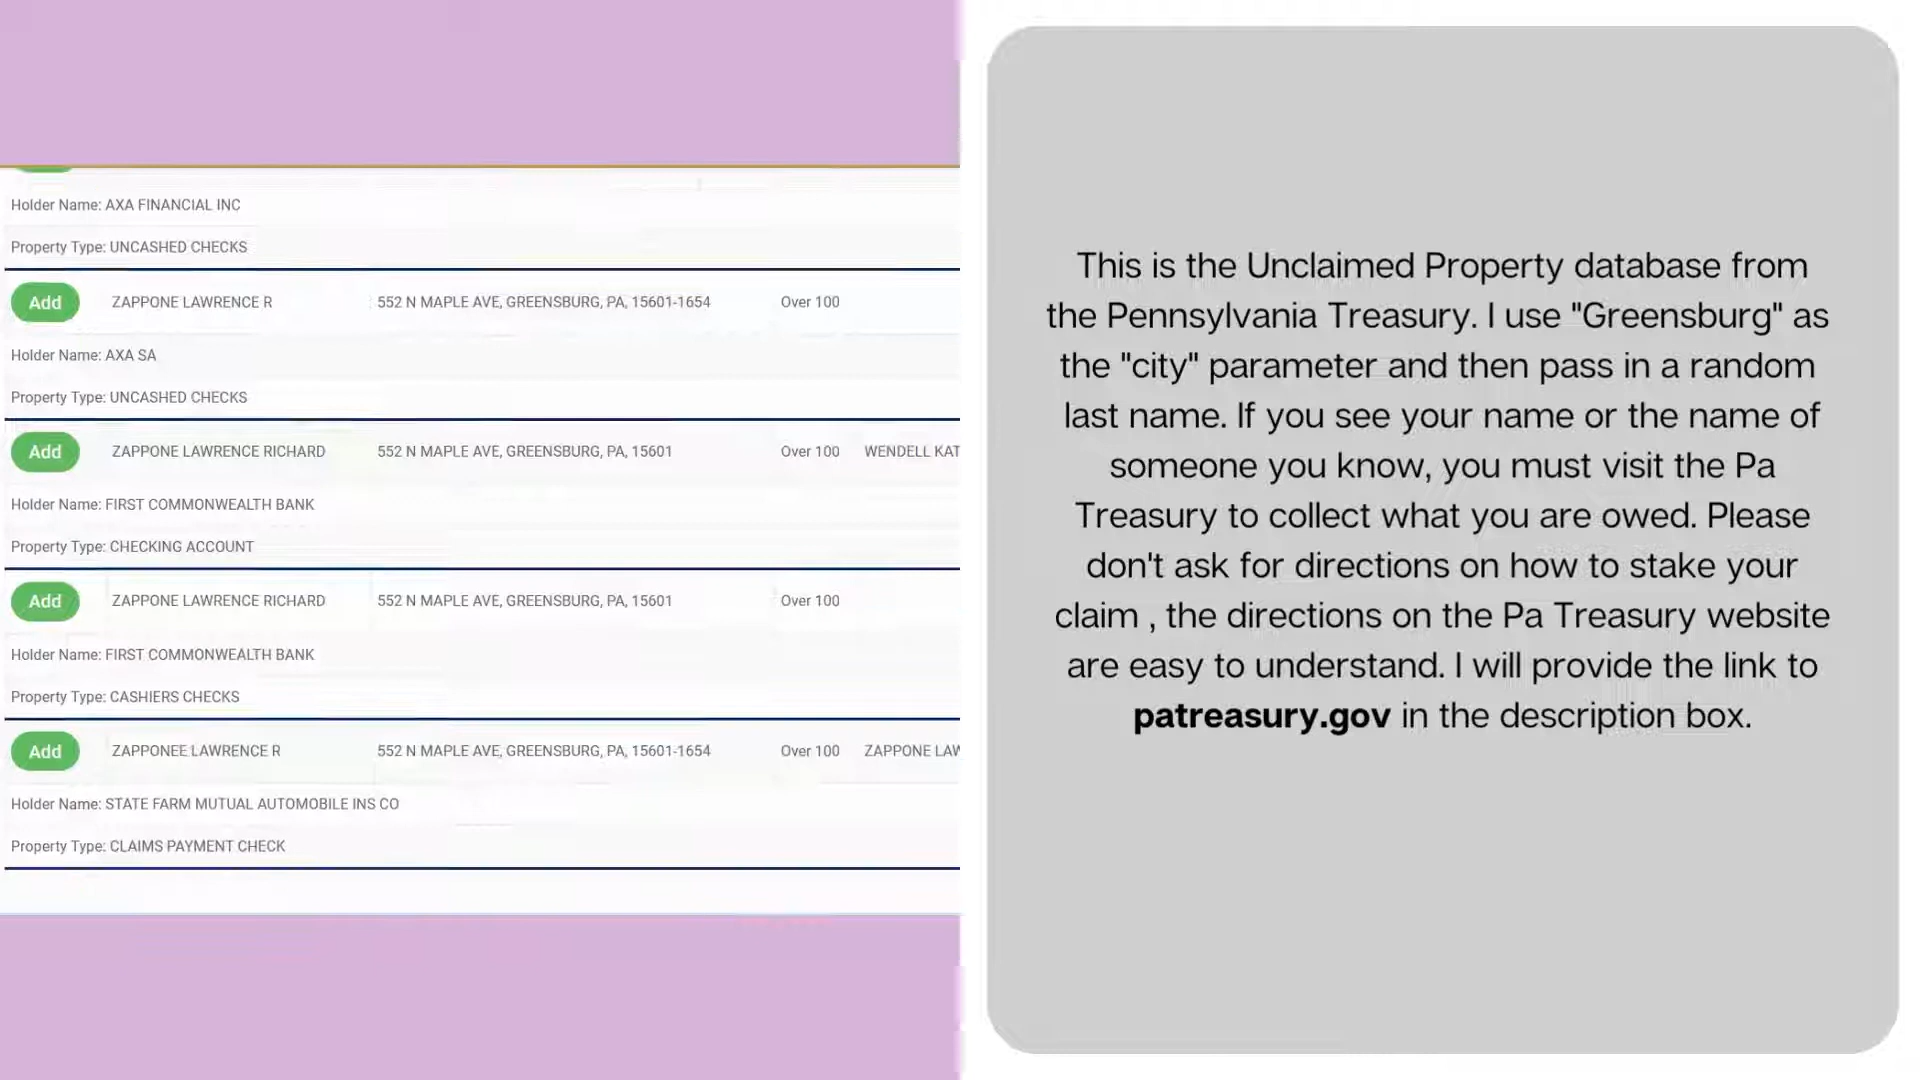 Holder Name: AXA FINANCIAL INC
Property Type: UNCASHED CHECKS
Add ZAPPONE LAWRENCE R 552 N MAPLE AVE, GREENSBURG, PA, 15601-1654 Over 100
Holder Name: AXA SA
Property Type: UNCASHED CHECKS
Add ZAPPONE LAWRENCE RICHARD 552 N MAPLE AVE, GREENSBURG, PA, 15601 Over 100 WENDELL KAT
Holder Name: FIRST COMMONWEALTH BANK
Property Type: CHECKING ACCOUNT
Add ZAPPONE LAWRENCE RICHARD 552 N MAPLE AVE, GREENSBURG, PA, 15601 Over 100
Holder Name: FIRST COMMONWEALTH BANK
Property Type: CASHIERS CHECKS
Add ZAPPONEE LAWRENCE R 552 N MAPLE AVE, GREENSBURG, PA, 15601-1654 Over 100 ZAPPONE LAW
Holder Name: STATE FARM MUTUAL AUTOMOBILE INS CO
Property Type: CLAIMS PAYMENT CHECK
This is the Unclaimed Property database from
the Pennsylvania Treasury. I use "Greensburg" as
the "city" parameter and then pass in a random
last name. If you see your name or the name of
someone you know, you must visit the Pa
Treasury to collect what you are owed. Please
don't ask for directions on how to stake your
claim , the directions on the Pa Treasury website
are easy to understand. I will provide the link to
patreasury.gov in the description box.